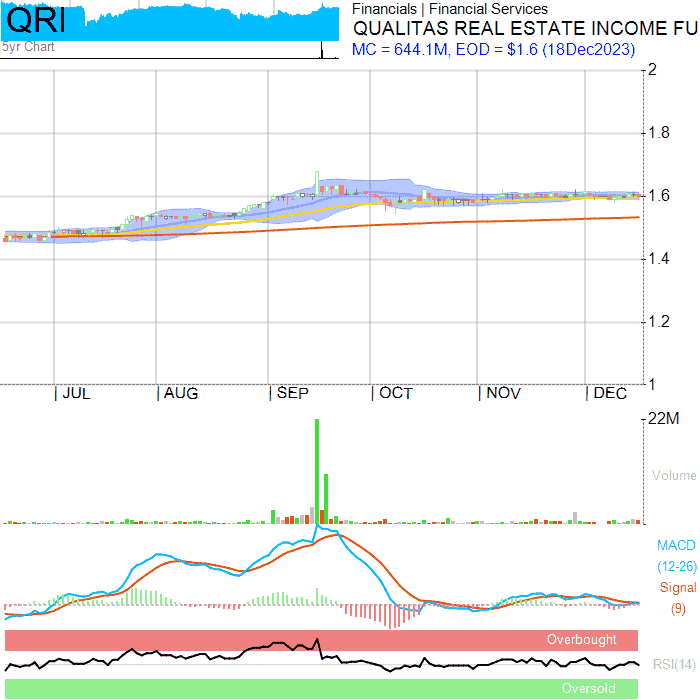 QRI
5yr Chart
Financials | Financial Services
QUALITAS REAL ESTATE INCOME FU
MC = 644.1M, EOD = $1.6 (18Dec2023)
2
1.8
1.6
1.4
1.2
1
JUL AUG SEP OCT NOV DEC
22M
Volume
MACD
(12-26)
Signal
(9)
Overbought
RSI(14)
Oversold